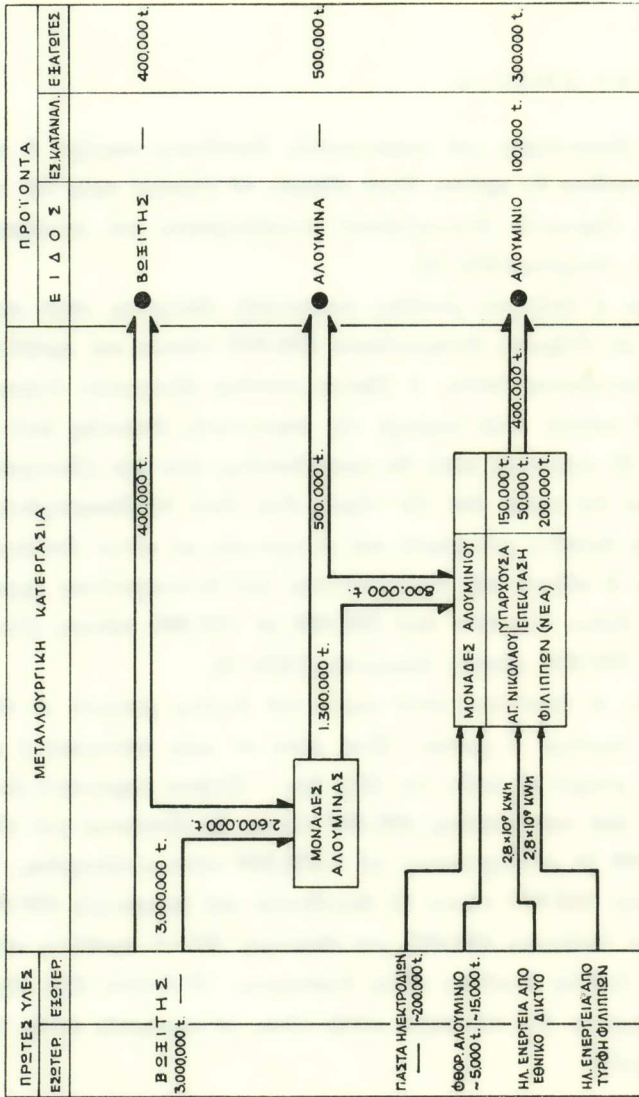 ΠΡΩΤΕΣ ΥΛΕΣ
ΕΣΩΤΕΡ. ΕΞΩΤΕΡ.
ΜΕΤΑΛΛΟΥΡΓΙΚΗ ΚΑΤΕΡΓΑΣΙΑ
ΠΡΟΪΟΝΤΑ
ΕΙΔΟΣ ΕΣ.ΚΑΤΑΝΑΛ. ΕΞΑΓΩΓΕΣ
ΒΩΞΙΤΗΣ
3.000,000 t. —
3.000,000 t.
2.600.000 t
400.000 t.
ΒΩΞΙΤΗΣ — 400.000 t.
ΜΟΝΑΔΕΣ
ΑΛΟΥΜΙΝΑΣ
1.300.000 t.
500.000 t.
800.000 t.
ΑΛΟΥΜΙΝΑ — 500.000 t.
ΠΑΣΤΑ ΗΛΕΚΤΡΟΔΙΩΝ
— ~200.000 t.
ΦΘΟΡ. ΑΛΟΥΜΙΝΙΟ
~5,000 t. ~15.000 t.
ΗΛ. ΕΝΕΡΓΕΙΑ ΑΠΟ
ΕΘΝΙΚΟ ΔΙΚΤΥΟ
ΗΛ. ΕΝΕΡΓΕΙΑ ΑΠΟ
ΤΥΡΦΗ ΦΙΛΙΠΠΩΝ
2,8×10⁹ KWh
2,8×10⁹ KWh
ΜΟΝΑΔΕΣ ΑΛΟΥΜΙΝΙΟΥ
ΑΓ. ΝΙΚΟΛΑΟΥ
ΠΑΡΟΥΣΑ 150.000 t.
ΕΠΕΚΤΑΣΗ 50,000 t.
ΦΙΛΙΠΠΩΝ (ΝΕΑ) 200.000 t.
400.000 t.
ΑΛΟΥΜΙΝΙΟ 100,000 t. 300.000 t.